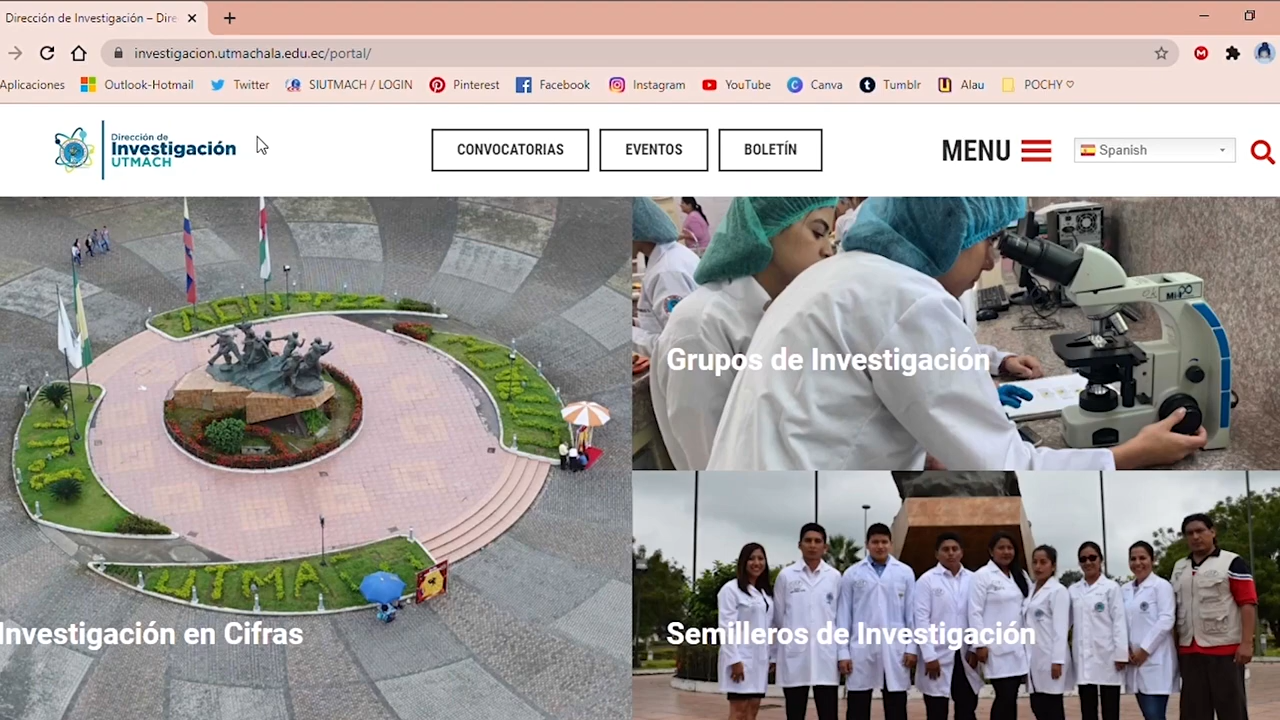 Dirección de Investigación – Dire
investigacion.utmachala.edu.ec/portal/
Aplicaciones
Outlook-Hotmail
Twitter
SIUTMACH / LOGIN
Pinterest
Facebook
Instagram
YouTube
Canva
Tumblr
Alau
POCHY ♡
Dirección de
Investigación
UTMACH
CONVOCATORIAS
EVENTOS
BOLETÍN
MENU
Spanish
Grupos de Investigación
UTMA
Investigación en Cifras
Semilleros de Investigación